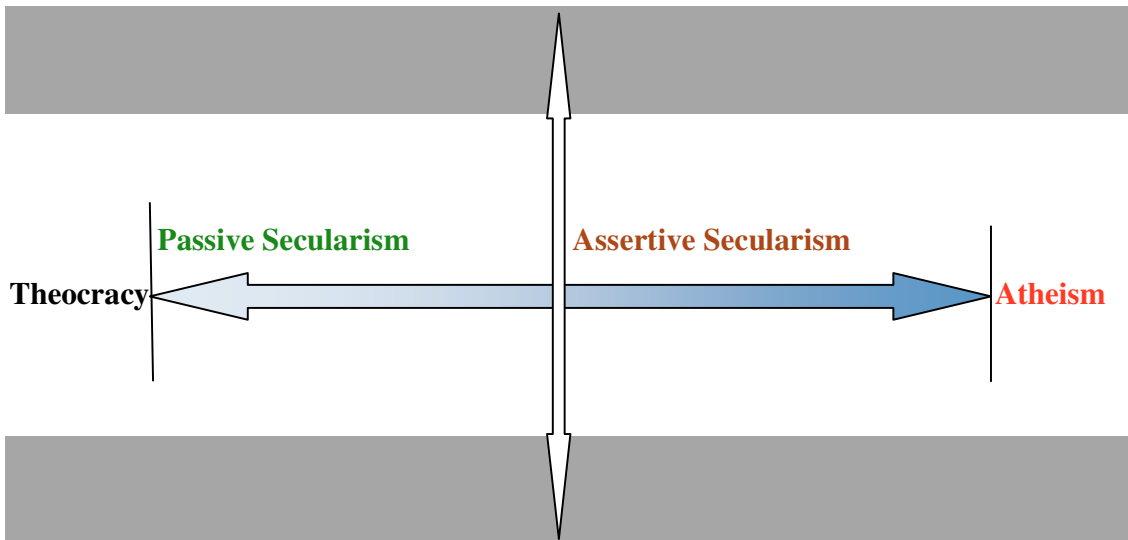 Passive Secularism
Assertive Secularism
Theocracy
Atheism